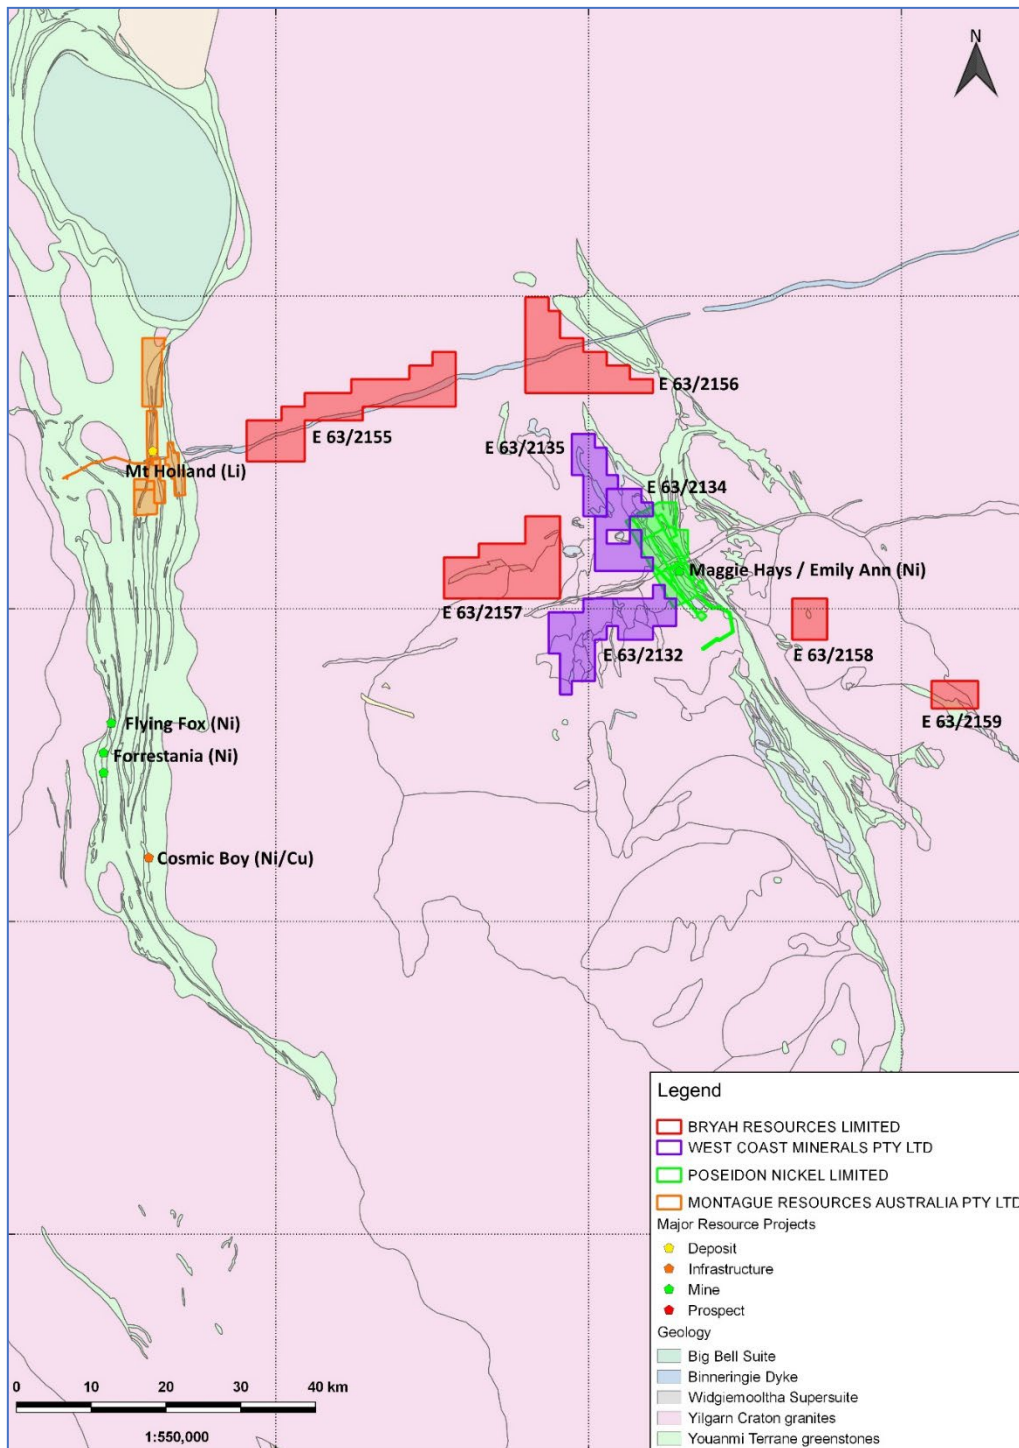 N
E 63/2156
E 63/2155
E 63/2135
Mt Holland (Li)
E 63/2134
Maggie Hays / Emily Ann (Ni)
E 63/2157
E 63/2132
E 63/2158
E 63/2159
Flying Fox (Ni)
Forrestania (Ni)
Cosmic Boy (Ni/Cu)
Legend
BRYAH RESOURCES LIMITED
WEST COAST MINERALS PTY LTD
POSEIDON NICKEL LIMITED
MONTAGUE RESOURCES AUSTRALIA PTY LTD
Major Resource Projects
Deposit
Infrastructure
Mine
Prospect
Geology
Big Bell Suite
Binneringie Dyke
Widgiemooltha Supersuite
Yilgarn Craton granites
Youanmi Terrane greenstones
0 10 20 30 40 km
1:550,000